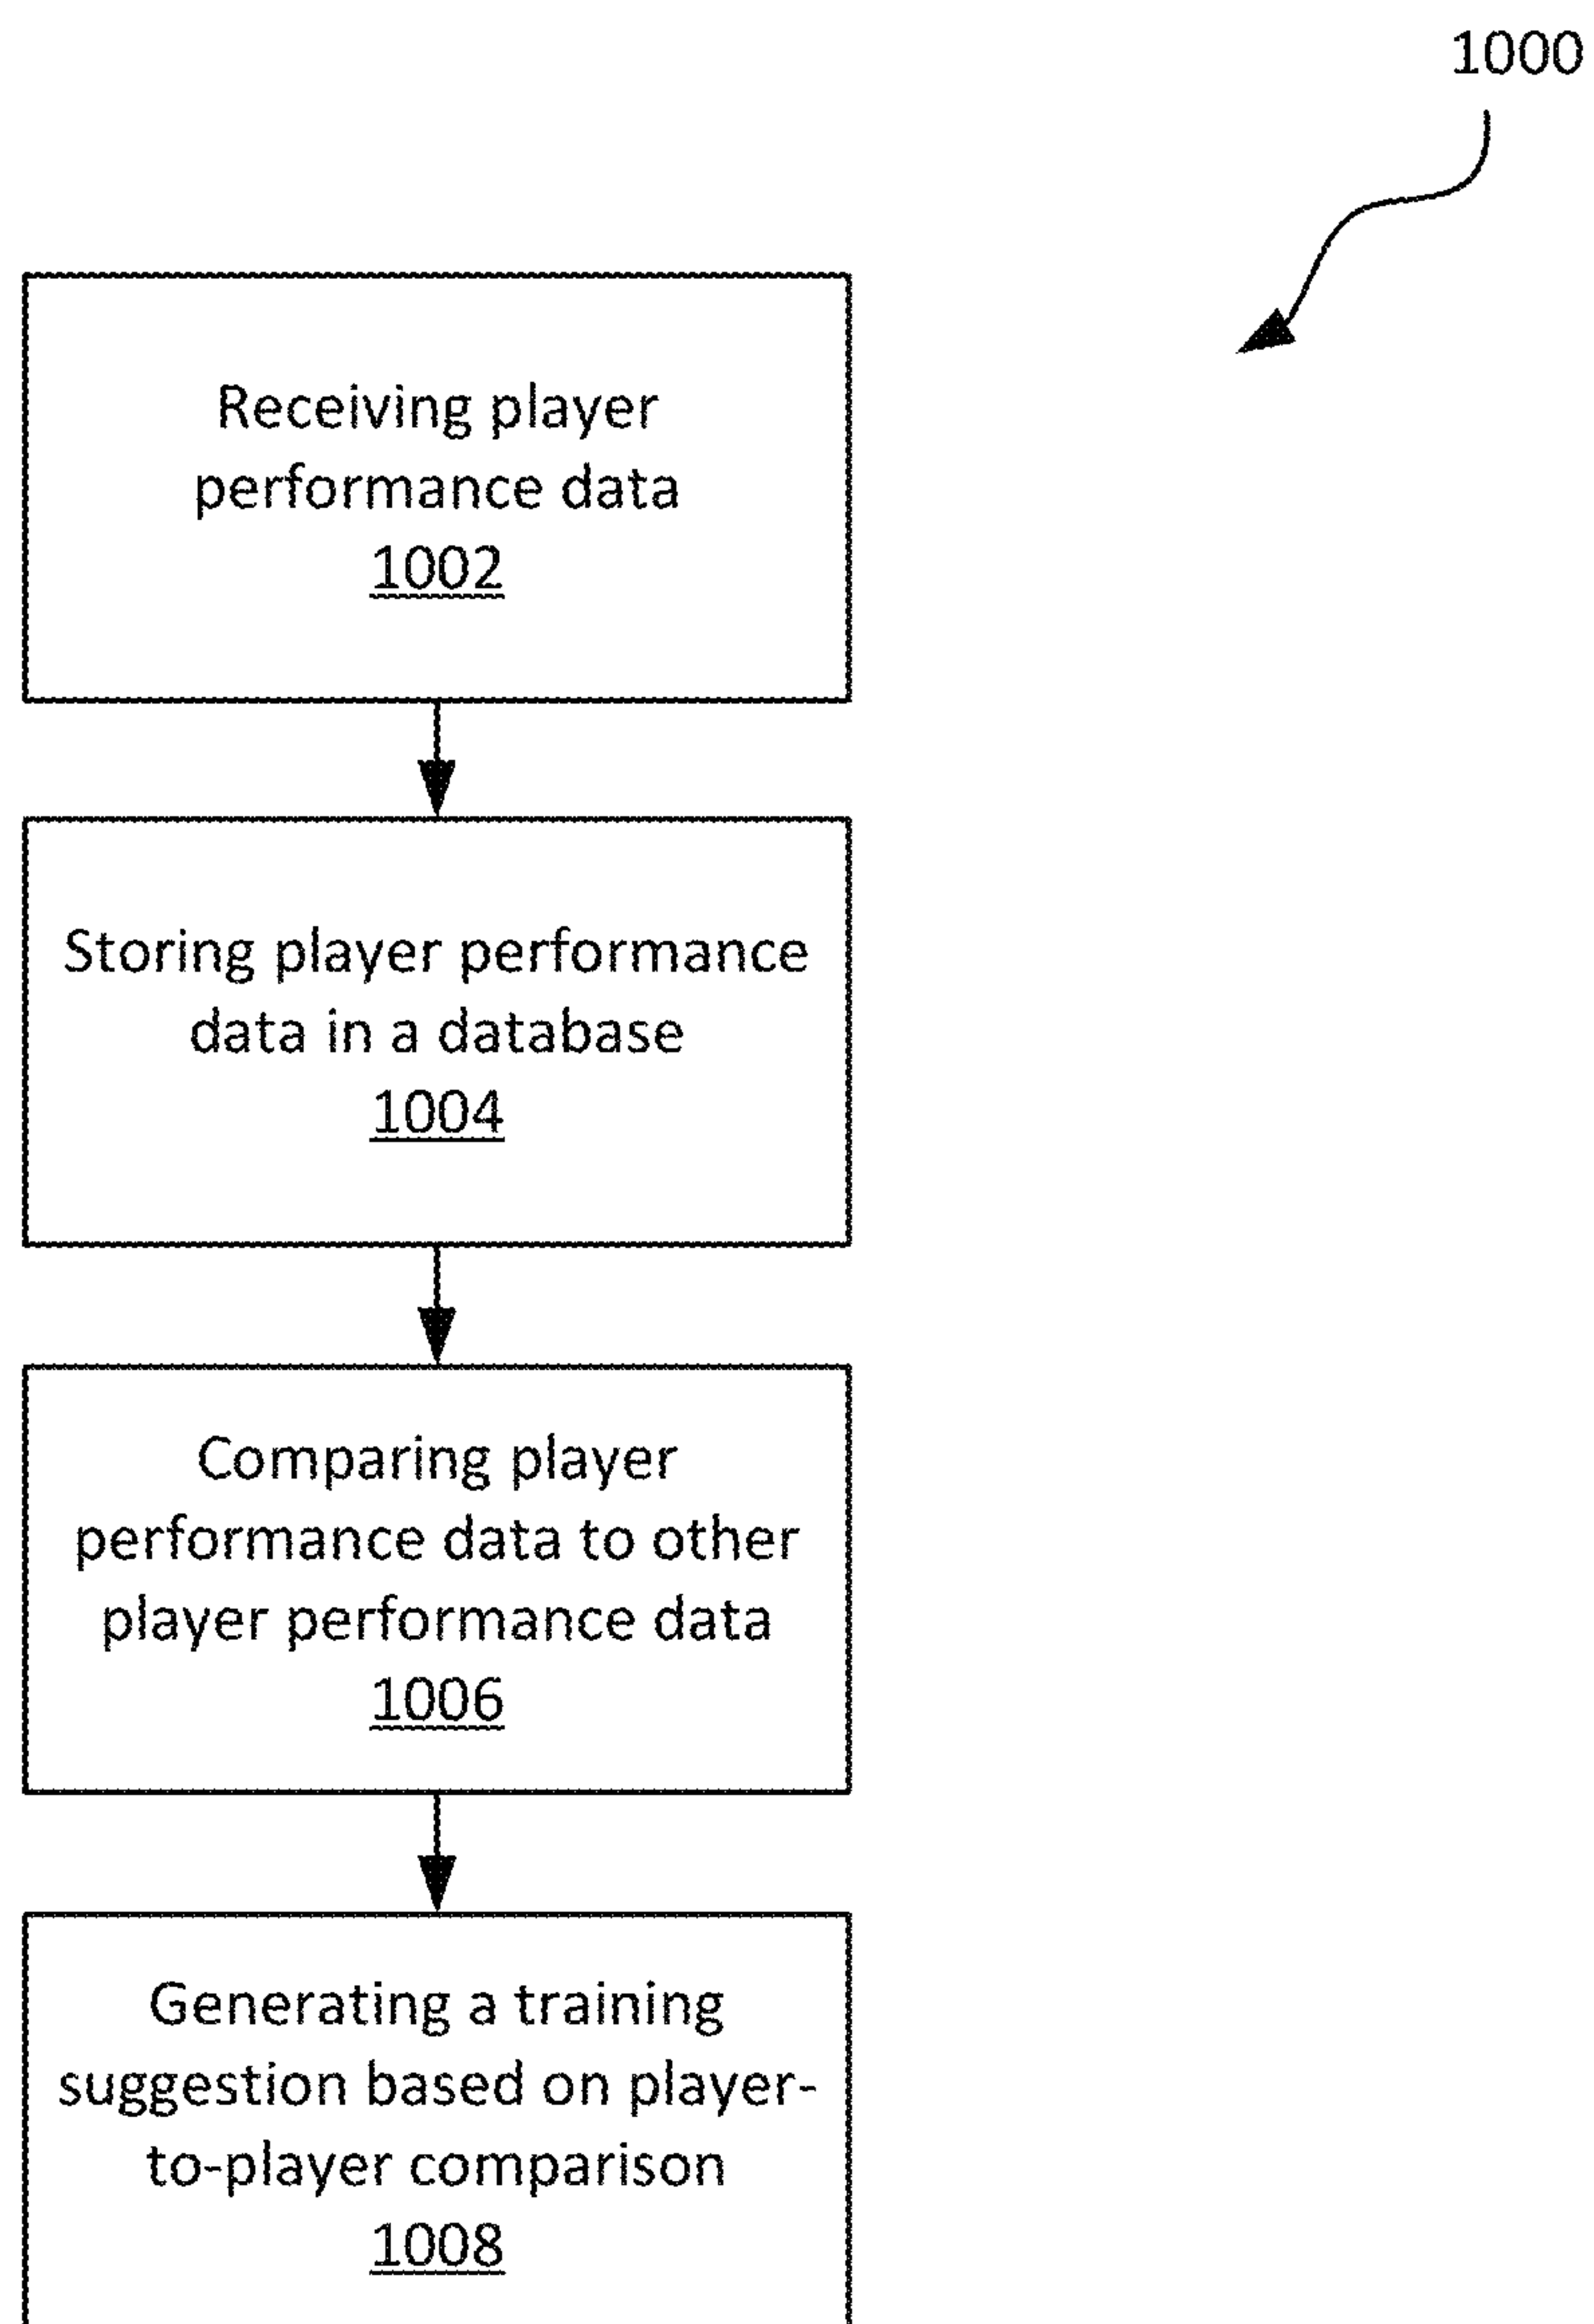 1000
Receiving player
performance data
1002
Storing player performance
data in a database
1004
Comparing player
performance data to other
player performance data
1006
Generating a training
suggestion based on player-
to-player comparison
1008